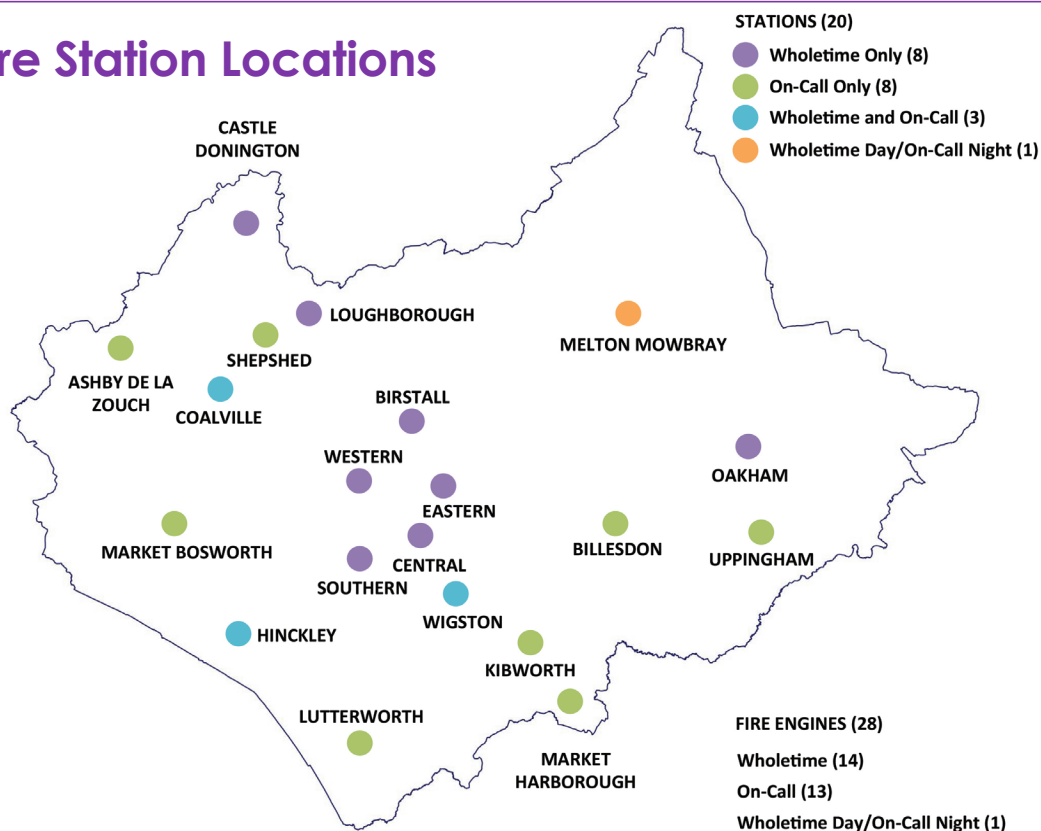 re Station Locations
STATIONS (20)
Wholetime Only (8)
On-Call Only (8)
Wholetime and On-Call (3)
Wholetime Day/On-Call Night (1)
CASTLE
DONINGTON
LOUGHBOROUGH
SHEPSHED
MELTON MOWBRAY
ASHBY DE LA
ZOUCH
COALVILLE
BIRSTALL
WESTERN
OAKHAM
EASTERN
MARKET BOSWORTH
BILLESDON
UPPINGHAM
CENTRAL
SOUTHERN
WIGSTON
HINCKLEY
KIBWORTH
LUTTERWORTH
MARKET
HARBOROUGH
FIRE ENGINES (28)
Wholetime (14)
On-Call (13)
Wholetime Day/On-Call Night (1)